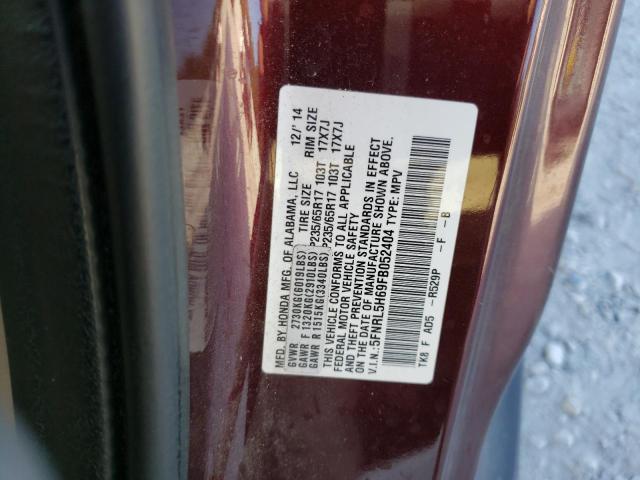 MFD. BY HONDA MFG. OF ALABAMA, LLC 12/'14
GVWR 2730KG(6019LBS) TIRE SIZE RIM SIZE
GAWR F 1320KG(2910LBS) P235/65R17 103T 17X7J
GAWR R 1515KG(3340LBS) P235/65R17 103T 17X7J
THIS VEHICLE CONFORMS TO ALL APPLICABLE
FEDERAL MOTOR VEHICLE SAFETY
AND THEFT PREVENTION STANDARDS IN EFFECT
ON THE DATE OF MANUFACTURE SHOWN ABOVE.
V.I.N.:5FNRL5H69FB052404 TYPE: MPV
TK8 F AD5 -R529P -F -B